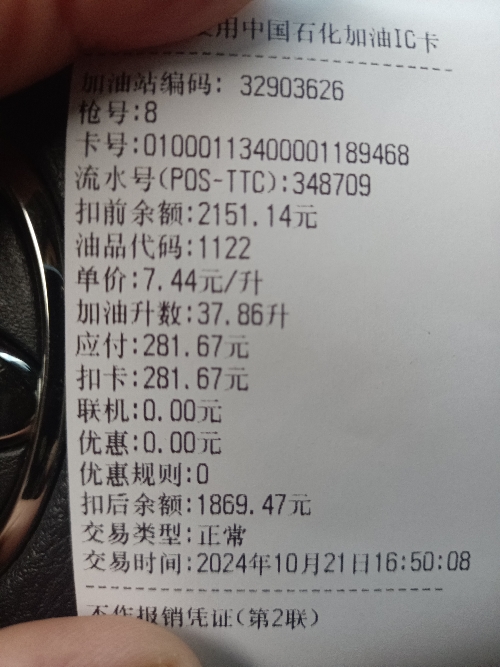 用中国石化加油IC卡
加油站编码: 32903626
枪号:8
卡号:01000113400001189468
流水号(POS-TTC):348709
扣前余额:2151.14元
油品代码:1122
单价:7.44元/升
加油升数:37.86升
应付:281.67元
扣卡:281.67元
联机:0.00元
优惠:0.00元
优惠规则:0
扣后余额:1869.47元
交易类型:正常
交易时间:2024年10月21日16:50:08
不作报销凭证(第2联)